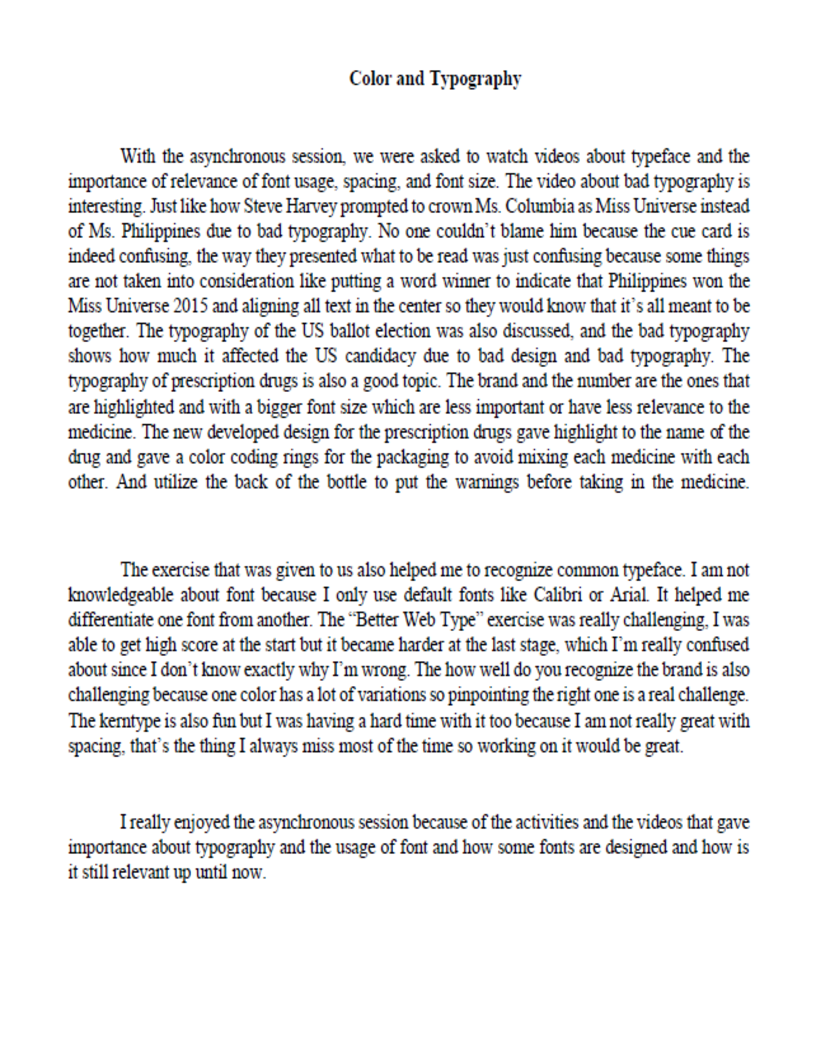 Color and Typography
With the asynchronous session, we were asked to watch videos about typeface and the
importance of relevance of font usage, spacing, and font size. The video about bad typography is
interesting. Just like how Steve Harvey prompted to crown Ms. Columbia as Miss Universe instead
of Ms. Philippines due to bad typography. No one couldn't blame him because the cue card is
indeed confusing, the way they presented what to be read was just confusing because some things
are not taken into consideration like putting a word winner to indicate that Philippines won the
Miss Universe 2015 and aligning all text in the center so they would know that it's all meant to be
together. The typography of the US ballot election was also discussed, and the bad typography
shows how much it affected the US candidacy due to bad design and bad typography. The
typography of prescription drugs is also a good topic. The brand and the number are the ones that
are highlighted and with a bigger font size which are less important or have less relevance to the
medicine. The new developed design for the prescription drugs gave highlight to the name of the
drug and gave a color coding rings for the packaging to avoid mixing each medicine with each
other. And utilize the back of the bottle to put the warnings before taking in the medicine.
The exercise that was given to us also helped me to recognize common typeface. I am not
knowledgeable about font because I only use default fonts like Calibri or Arial. It helped me
differentiate one font from another. The “Better Web Type” exercise was really challenging, I was
able to get high score at the start but it became harder at the last stage, which I'm really confused
about since I don't know exactly why I'm wrong. The how well do you recognize the brand is also
challenging because one color has a lot of variations so pinpointing the right one is a real challenge.
The kerntype is also fun but I was having a hard time with it too because I am not really great with
spacing, that's the thing I always miss most of the time so working on it would be great.
I really enjoyed the asynchronous session because of the activities and the videos that gave
importance about typography and the usage of font and how some fonts are designed and how is
it still relevant up until now.